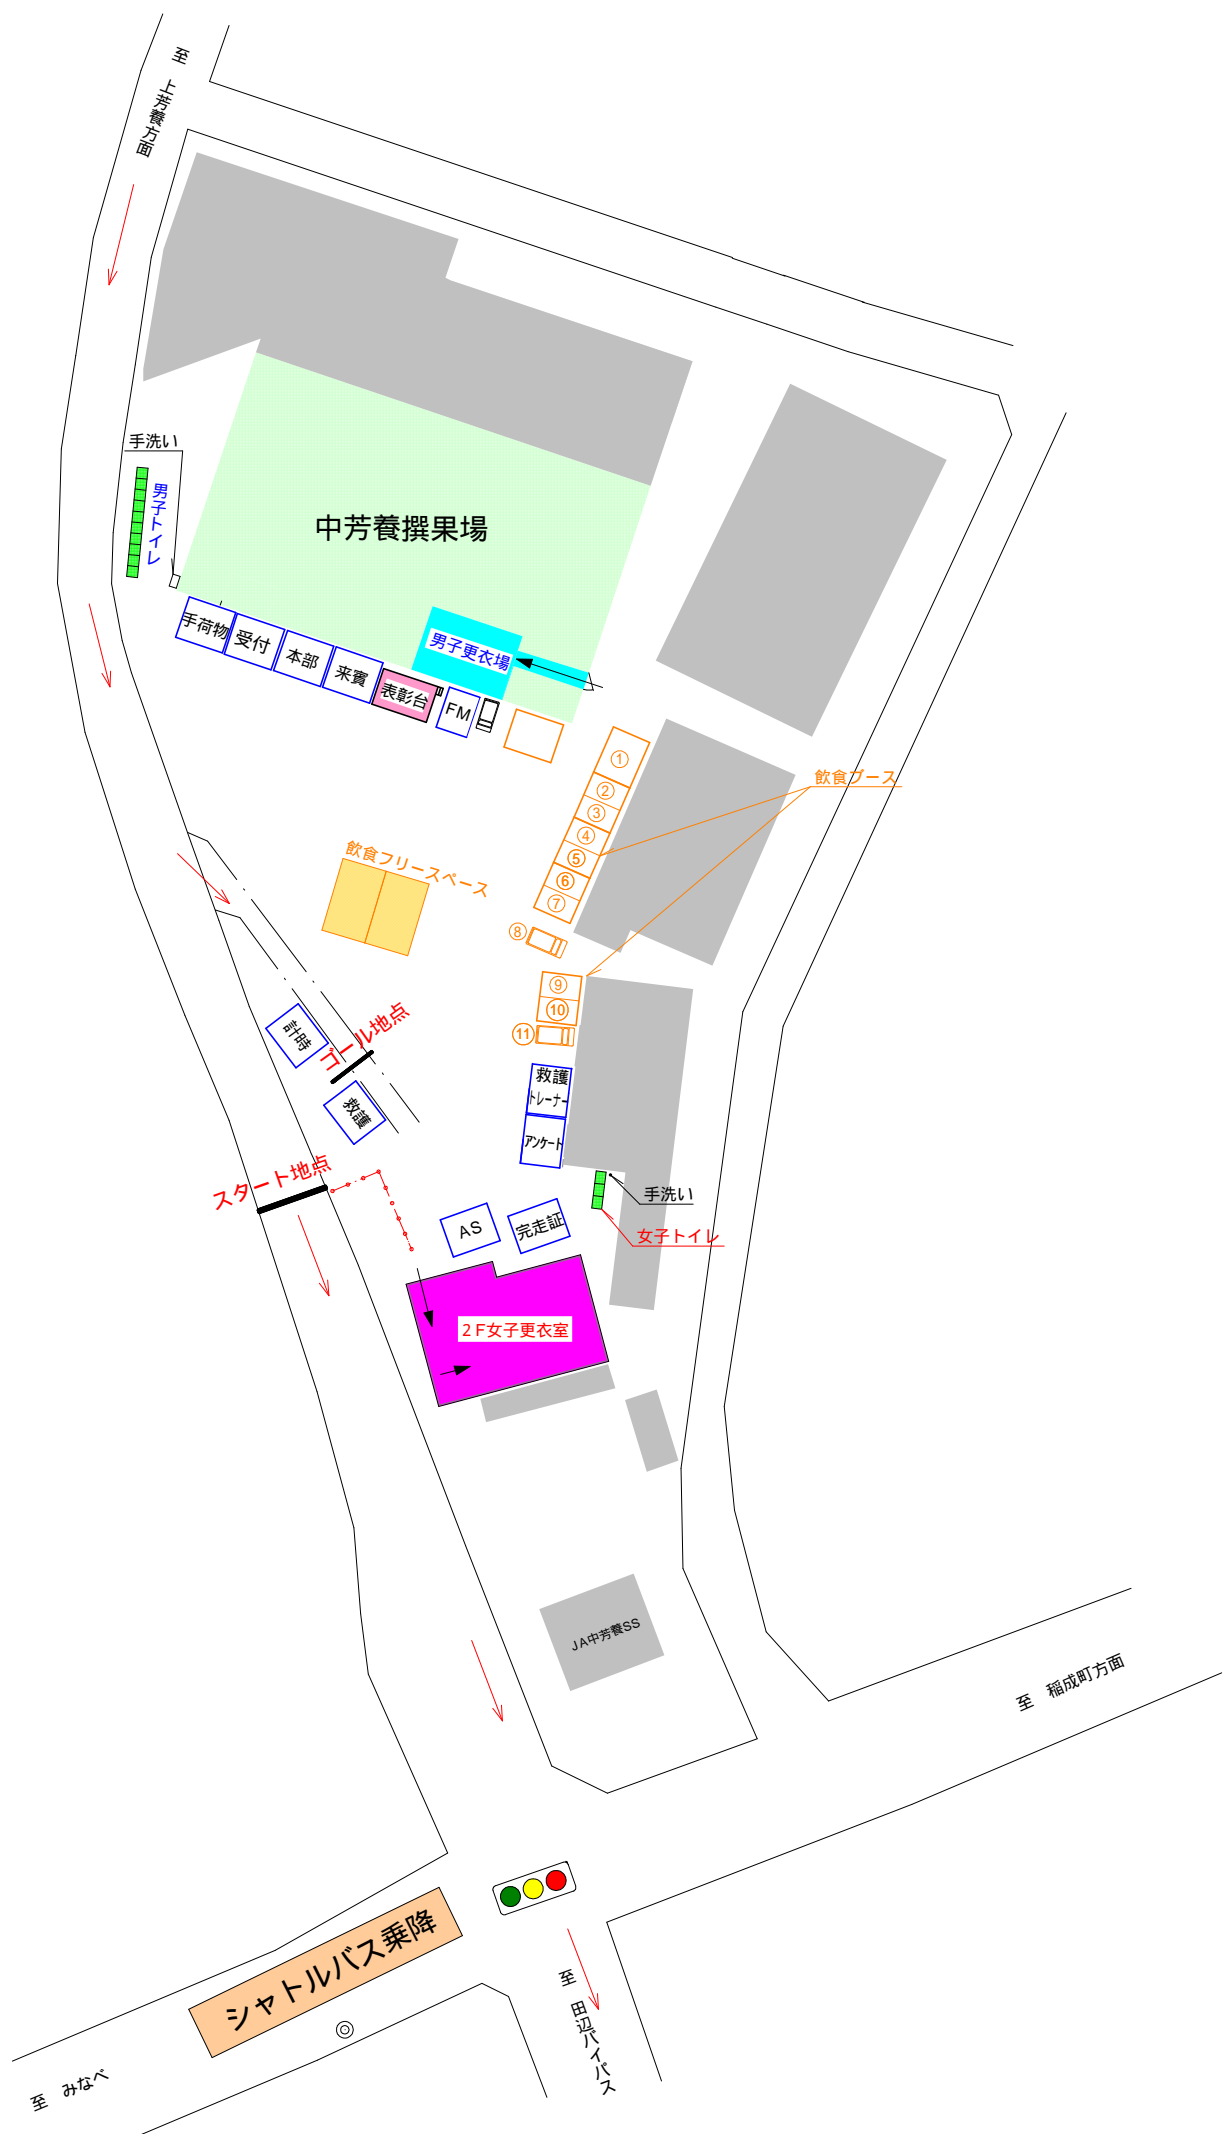 至　上芳養方面
手洗い
男子トイレ
中芳養撰果場
手荷物
受付
本部
来賓
表彰台
FM
男子更衣場
①
②
③
④
⑤
⑥
⑦
⑧
⑨
⑩
⑪
飲食ブース
飲食フリースペース
計時
ゴール地点
救護
救護
トレーナー
アンケート
スタート地点
AS
完走証
手洗い
女子トイレ
２Ｆ女子更衣室
JA中芳養SS
至　稲成町方面
シャトルバス乗降
至　田辺バイパス
至　みなべ